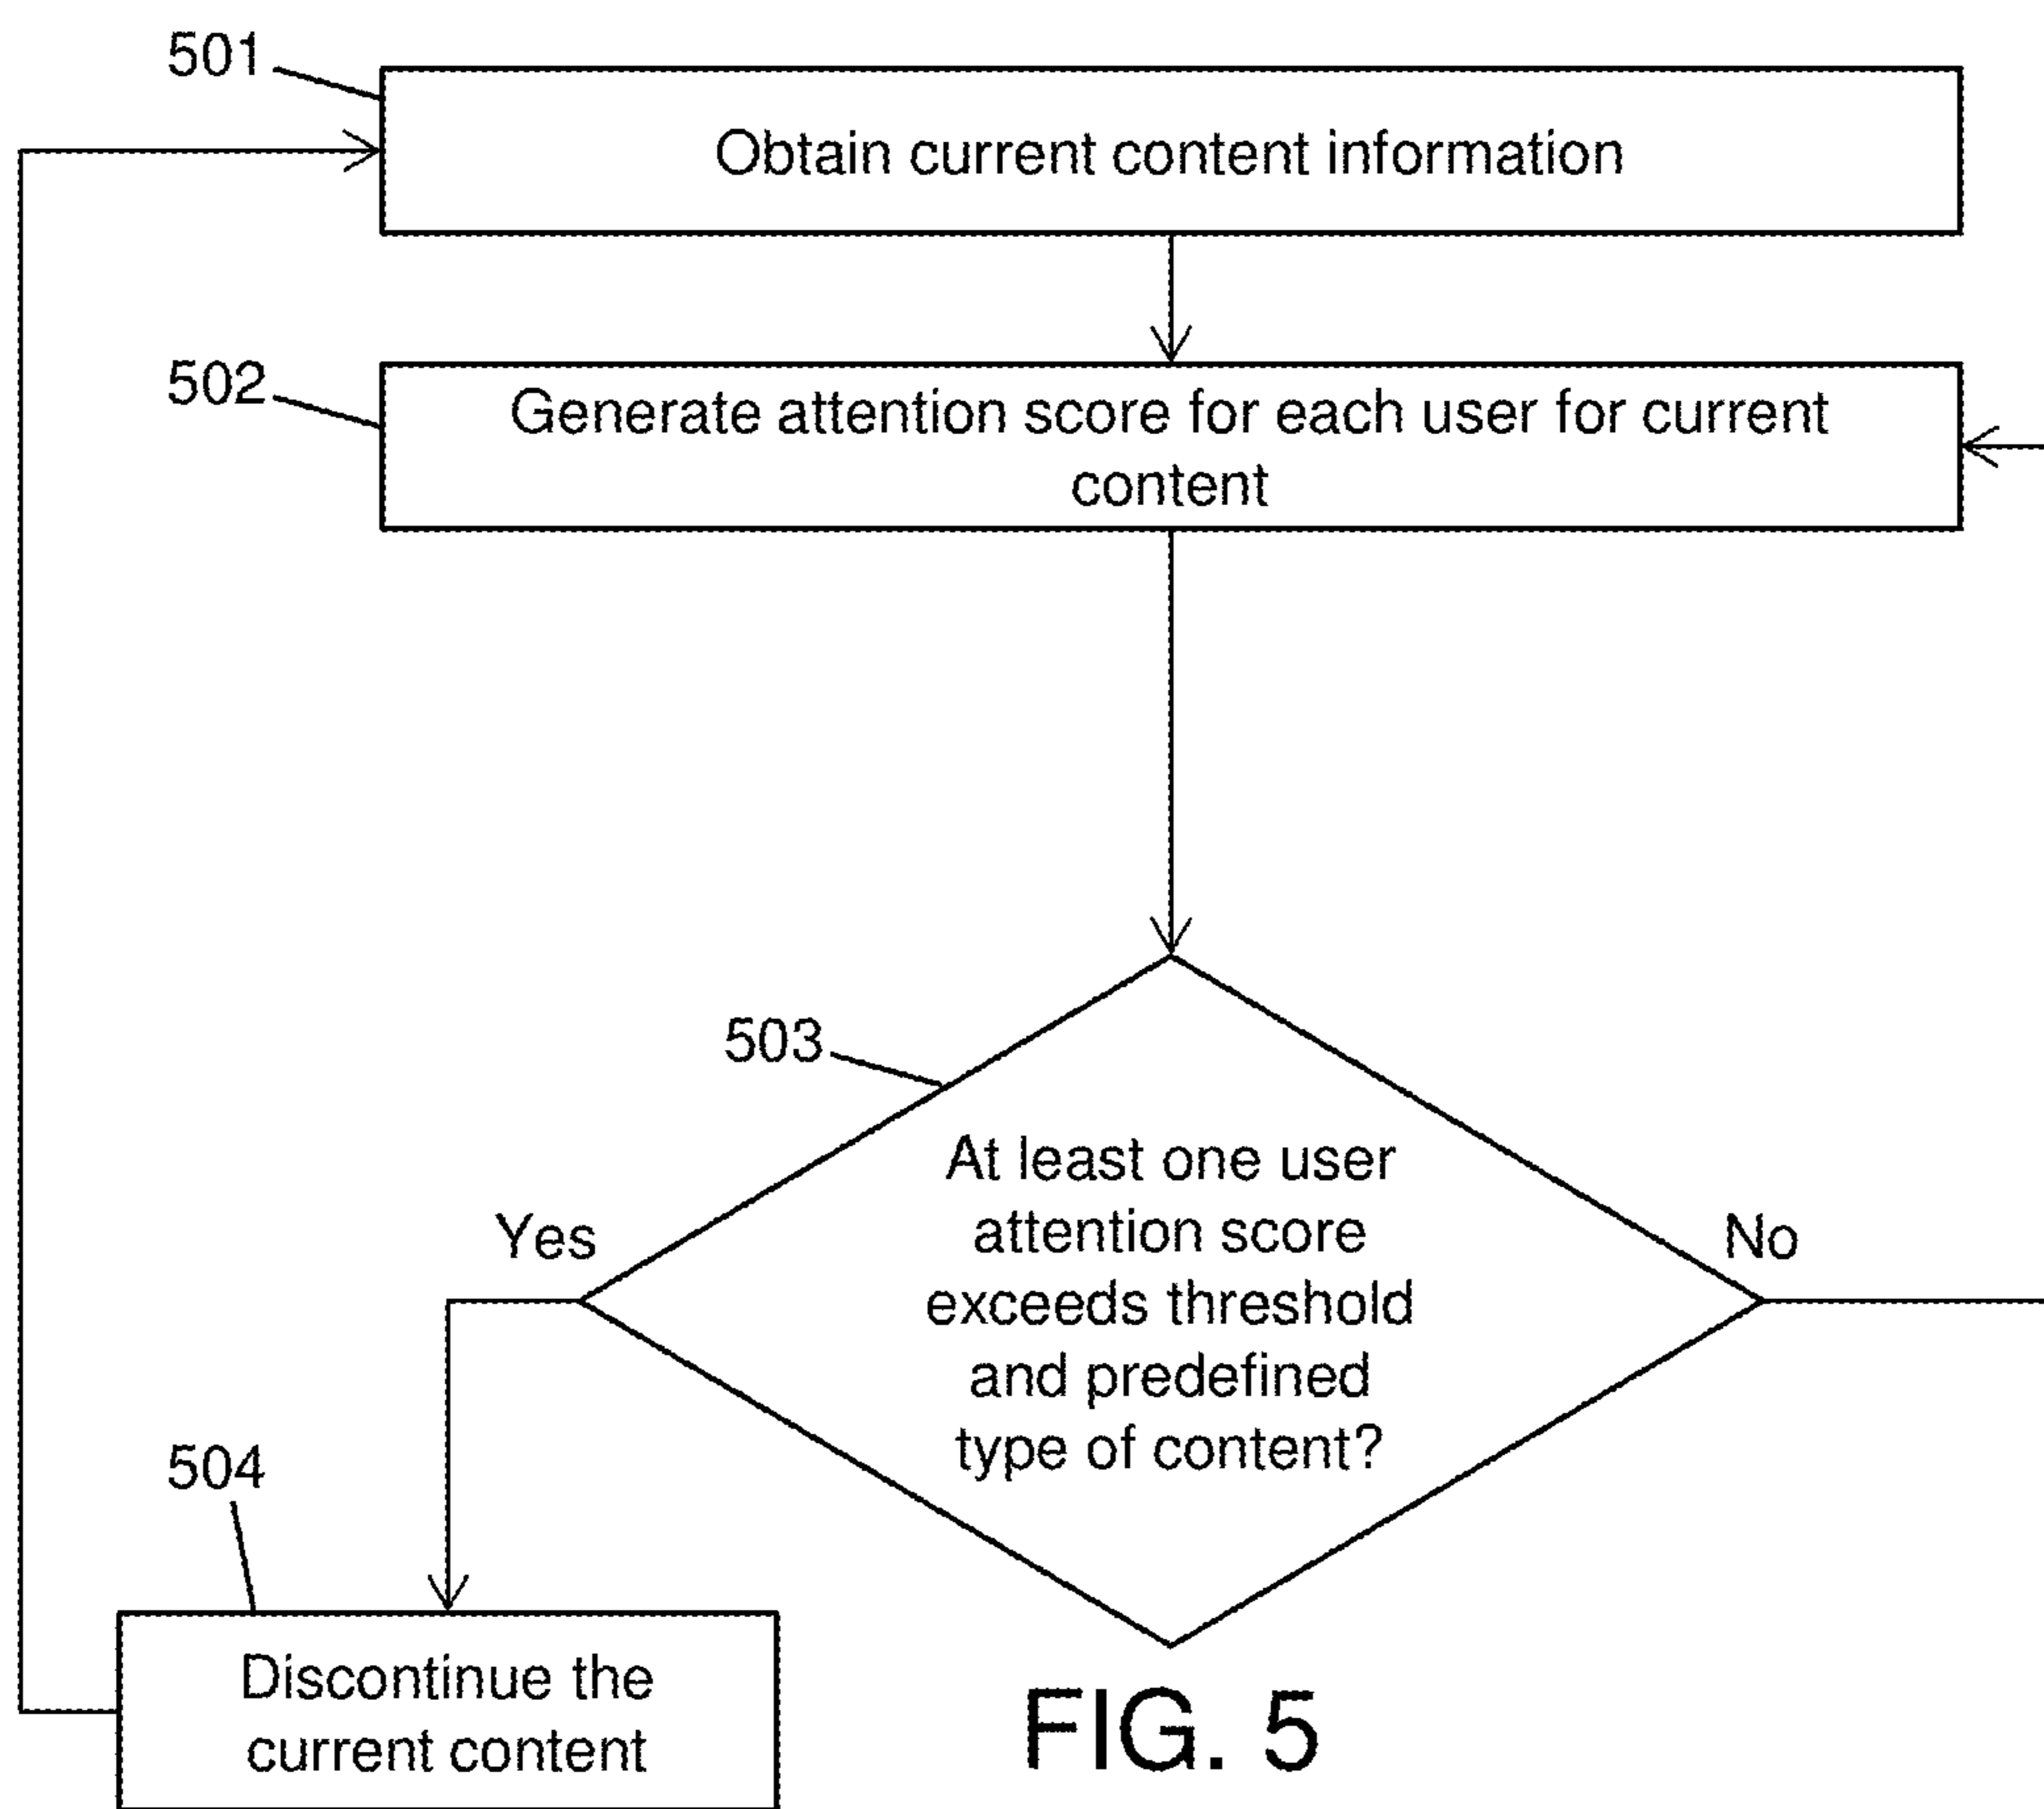 501
Obtain current content information
502
Generate attention score for each user for current
content
503
At least one user
attention score
exceeds threshold
and predefined
type of content?
Yes
No
504
Discontinue the
current content
FIG. 5